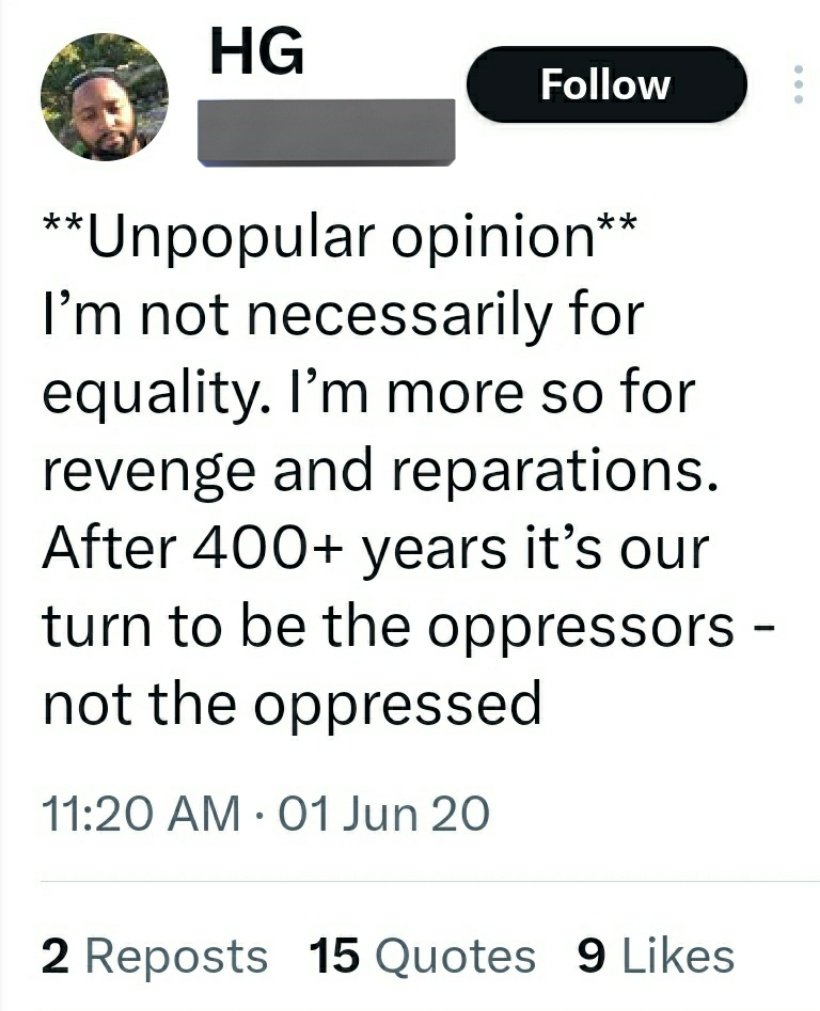 HG
Follow
**Unpopular opinion**
I’m not necessarily for
equality. I’m more so for
revenge and reparations.
After 400+ years it’s our
turn to be the oppressors -
not the oppressed
11:20 AM · 01 Jun 20
2 Reposts 15 Quotes 9 Likes